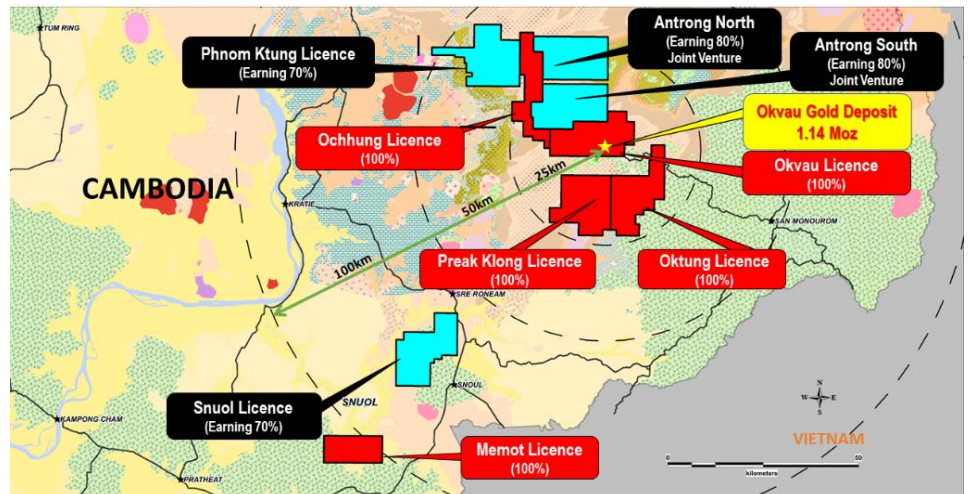 TUM RING
Phnom Ktung Licence
(Earning 70%)
Antrong North
(Earning 80%)
Joint Venture
Antrong South
(Earning 80%)
Joint Venture
Okvau Gold Deposit
1.14 Moz
Ochhung Licence
(100%)
Okvau Licence
(100%)
CAMBODIA
KRATIE
25km
50km
100km
SAN MONOUROM
Preak Klong Licence
(100%)
Oktung Licence
(100%)
SRE RONEAM
SNOUL
Snuol Licence
(Earning 70%)
SNUOL
KAMPONG CHAM
Memot Licence
(100%)
PRATHEAT
N
W
E
S
VIETNAM
0
50
kilometers